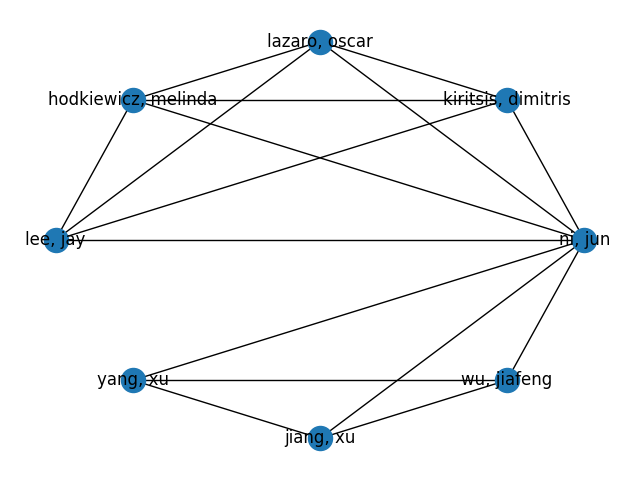 lazaro, oscar
hodkiewicz, melinda
kiritsis, dimitris
lee, jay
ni, jun
yang, xu
wu, jiafeng
jiang, xu